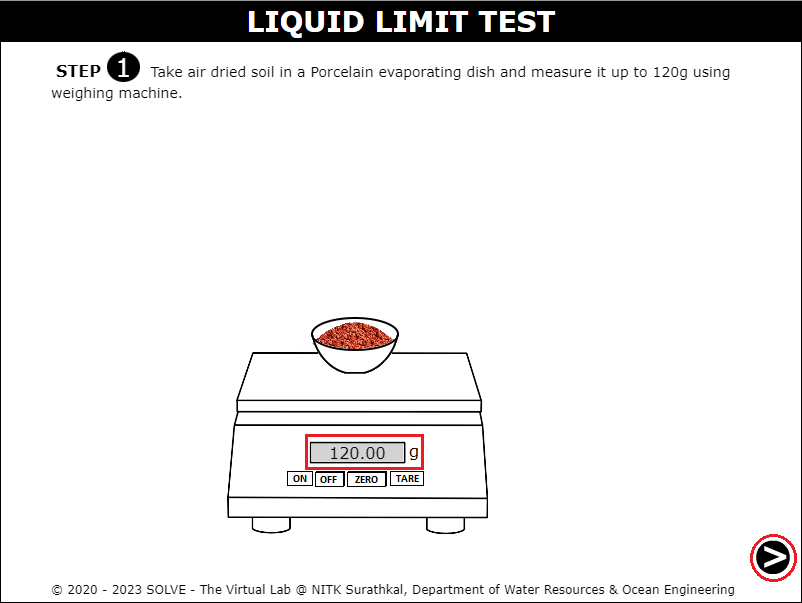 LIQUID LIMIT TEST
STEP 1 Take air dried soil in a Porcelain evaporating dish and measure it up to 120g using
weighing machine.
120.00 g
ON OFF ZERO TARE
>
© 2020 - 2023 SOLVE - The Virtual Lab @ NITK Surathkal, Department of Water Resources & Ocean Engineering